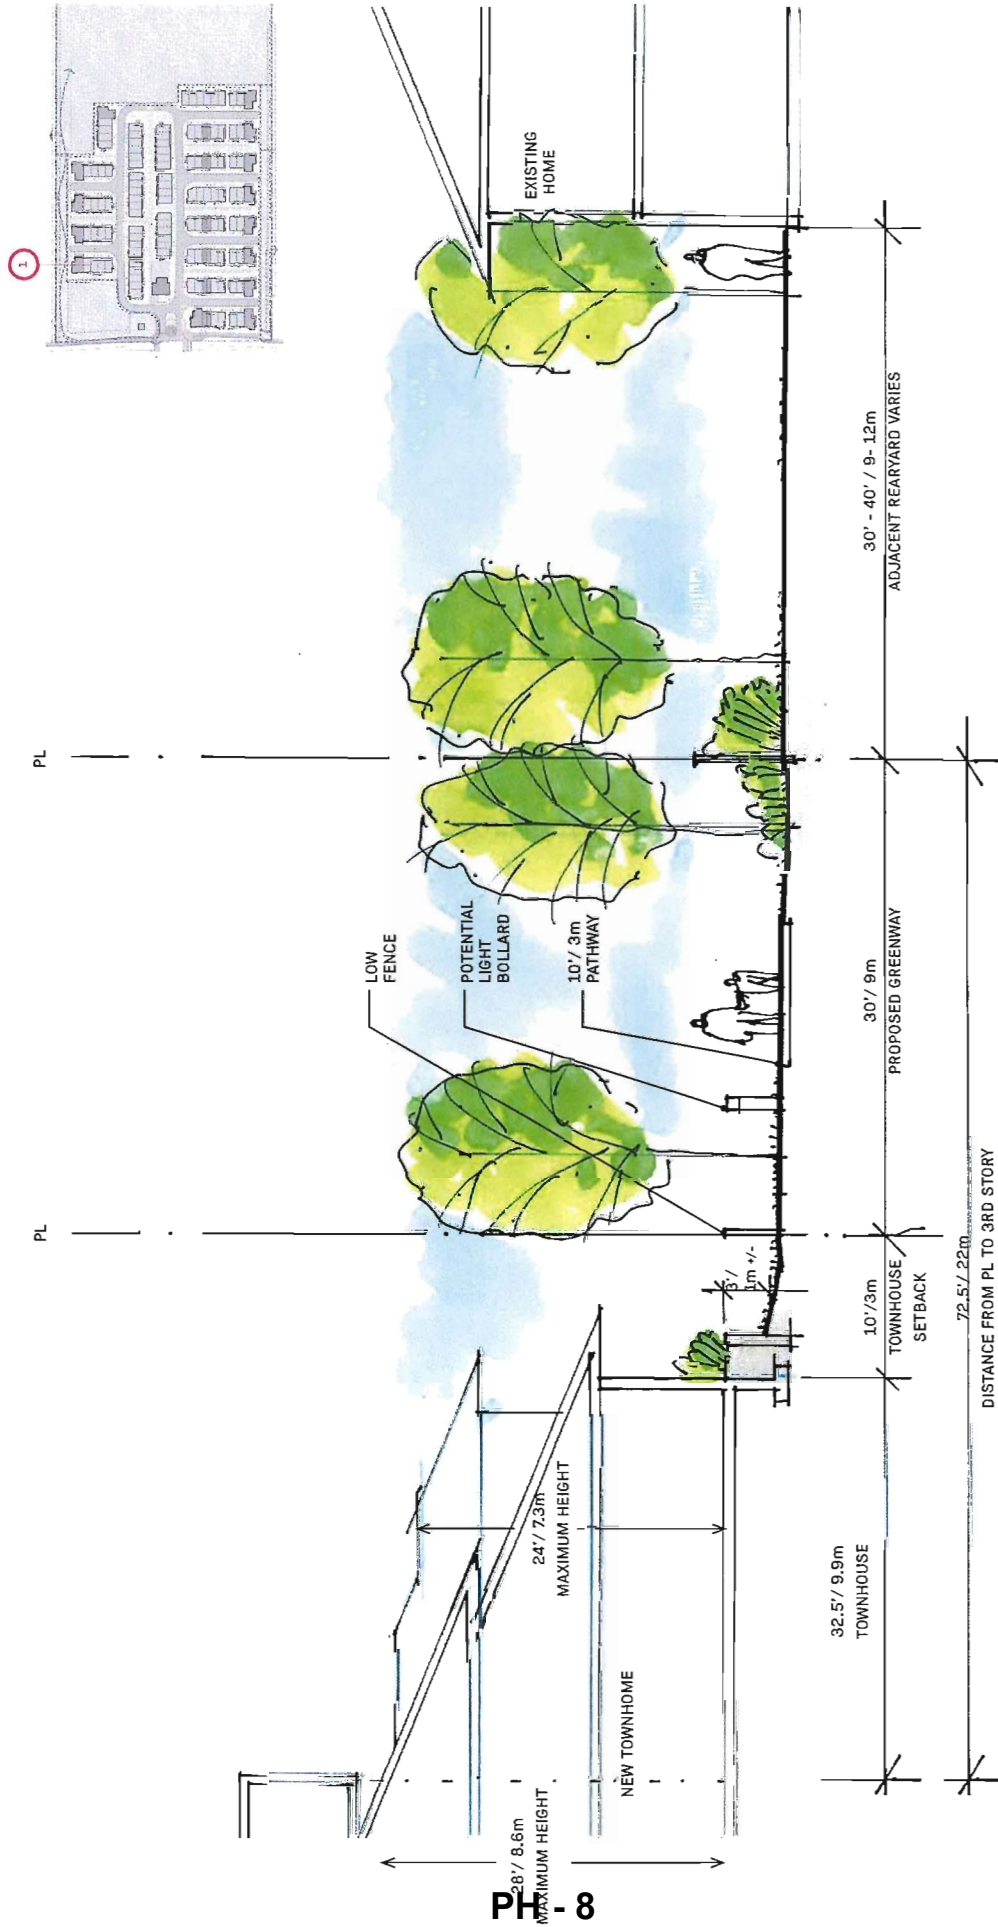 1
PL
PL
LOW
FENCE
POTENTIAL
LIGHT
BOLLARD
10'/ 3m
PATHWAY
EXISTING
HOME
24'/ 7.3m
MAXIMUM HEIGHT
28'/ 8.6m
MAXIMUM HEIGHT
NEW TOWNHOME
3'/
1m +/-
32.5'/ 9.9m
TOWNHOUSE
10'/3m
TOWNHOUSE
SETBACK
30'/ 9m
PROPOSED GREENWAY
30' - 40' / 9- 12m
ADJACENT REARYARD VARIES
72.5'/ 22m
DISTANCE FROM PL TO 3RD STORY
PH - 8